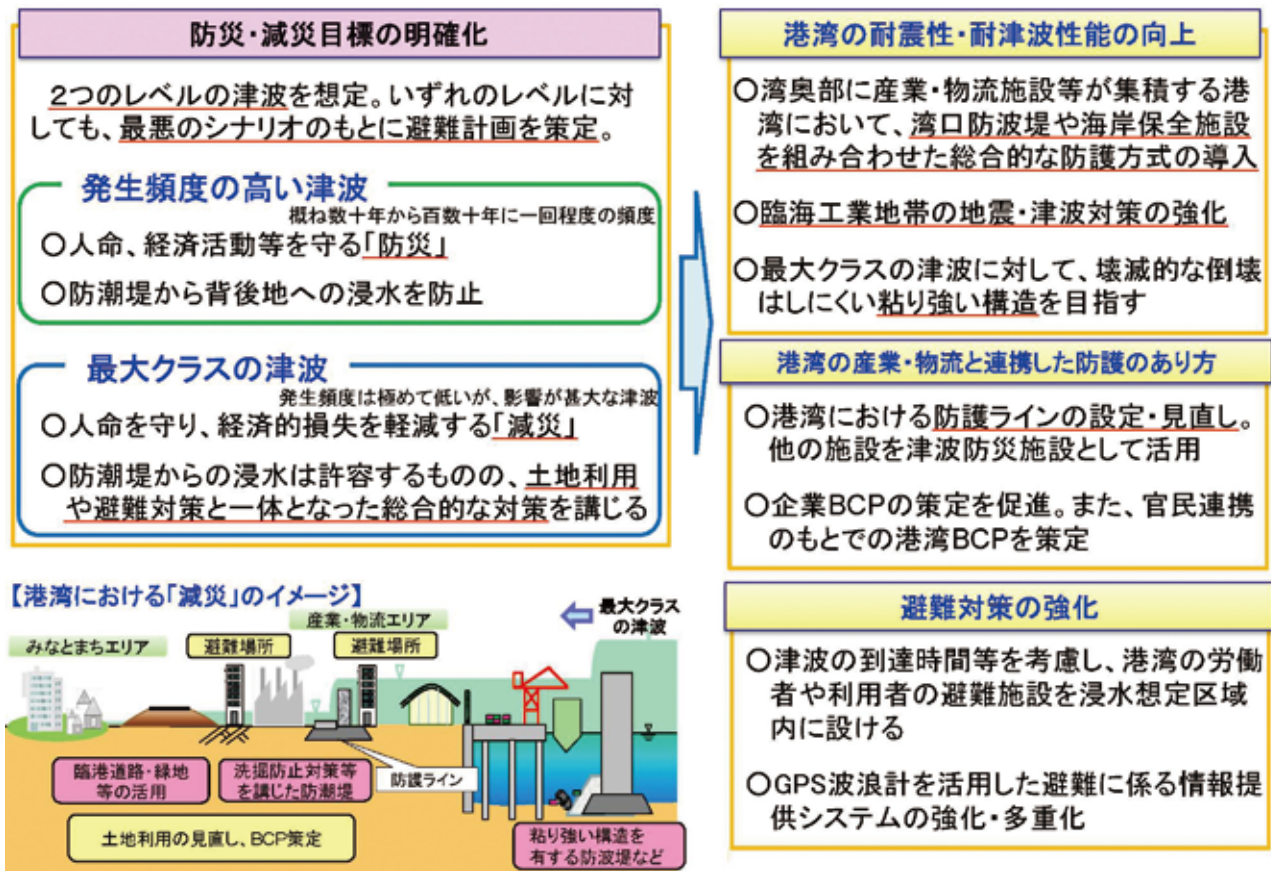 防災・減災目標の明確化
２つのレベルの津波を想定。いずれのレベルに対
しても、最悪のシナリオのもとに避難計画を策定。
発生頻度の高い津波
概ね数十年から百数十年に一回程度の頻度
○人命、経済活動等を守る「防災」
○防潮堤から背後地への浸水を防止
最大クラスの津波
発生頻度は極めて低いが、影響が甚大な津波
○人命を守り、経済的損失を軽減する「減災」
○防潮堤からの浸水は許容するものの、土地利用
や避難対策と一体となった総合的な対策を講じる
港湾の耐震性・耐津波性能の向上
○湾奥部に産業・物流施設等が集積する港
湾において、湾口防波堤や海岸保全施設
を組み合わせた総合的な防護方式の導入
○臨海工業地帯の地震・津波対策の強化
○最大クラスの津波に対して、壊滅的な倒壊
はしにくい粘り強い構造を目指す
港湾の産業・物流と連携した防護のあり方
○港湾における防護ラインの設定・見直し。
他の施設を津波防災施設として活用
○企業BCPの策定を促進。また、官民連携
のもとでの港湾BCPを策定
避難対策の強化
○津波の到達時間等を考慮し、港湾の労働
者や利用者の避難施設を浸水想定区域
内に設ける
○GPS波浪計を活用した避難に係る情報提
供システムの強化・多重化
【港湾における「減災」のイメージ】
産業・物流エリア
最大クラス
の津波
みなとまちエリア
避難場所
避難場所
臨港道路・緑地
等の活用
洗掘防止対策等
を講じた防潮堤
防護ライン
土地利用の見直し、BCP策定
粘り強い構造を
有する防波堤など